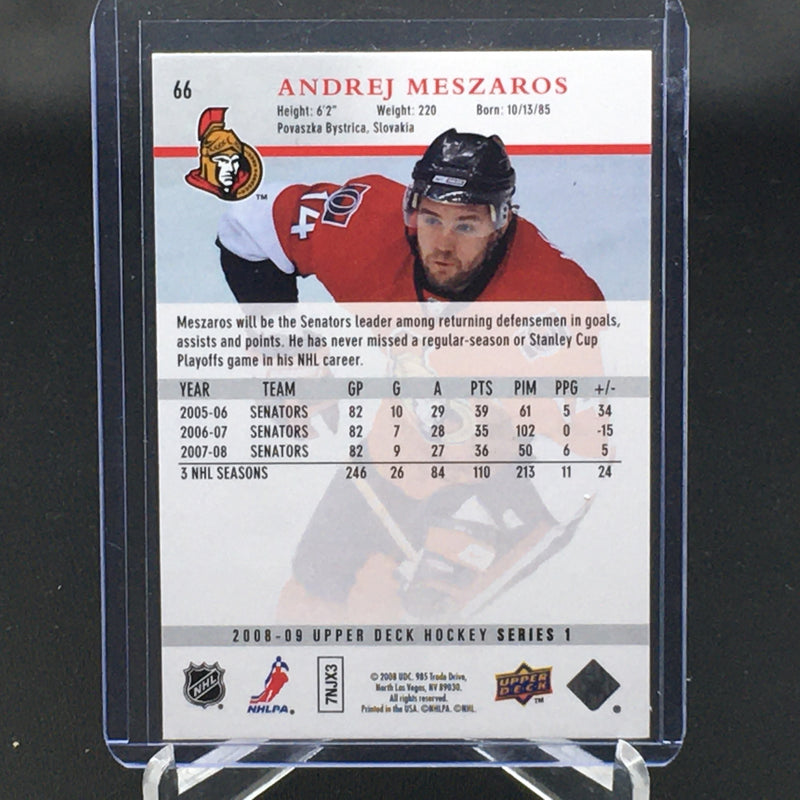 66
ANDREJ MESZAROS
Height: 6'2" Weight: 220 Born: 10/13/85
Povaszka Bystrica, Slovakia
TM
14
Meszaros will be the Senators leader among returning defensemen in goals,
assists and points. He has never missed a regular-season or Stanley Cup
Playoffs game in his NHL career.
YEAR TEAM GP G A PTS PIM PPG +/-
2005-06 SENATORS 82 10 29 39 61 5 34
2006-07 SENATORS 82 7 28 35 102 0 -15
2007-08 SENATORS 82 9 27 36 50 6 5
3 NHL SEASONS 246 26 84 110 213 11 24
2008-09 UPPER DECK HOCKEY SERIES 1
NHL
NHLPA
7NJX3
© 2008 UDC. 985 Trade Drive,
North Las Vegas, NV 89030.
All rights reserved.
Printed in the USA. ©NHLPA. ©NHL.
UPPER
DECK
TM